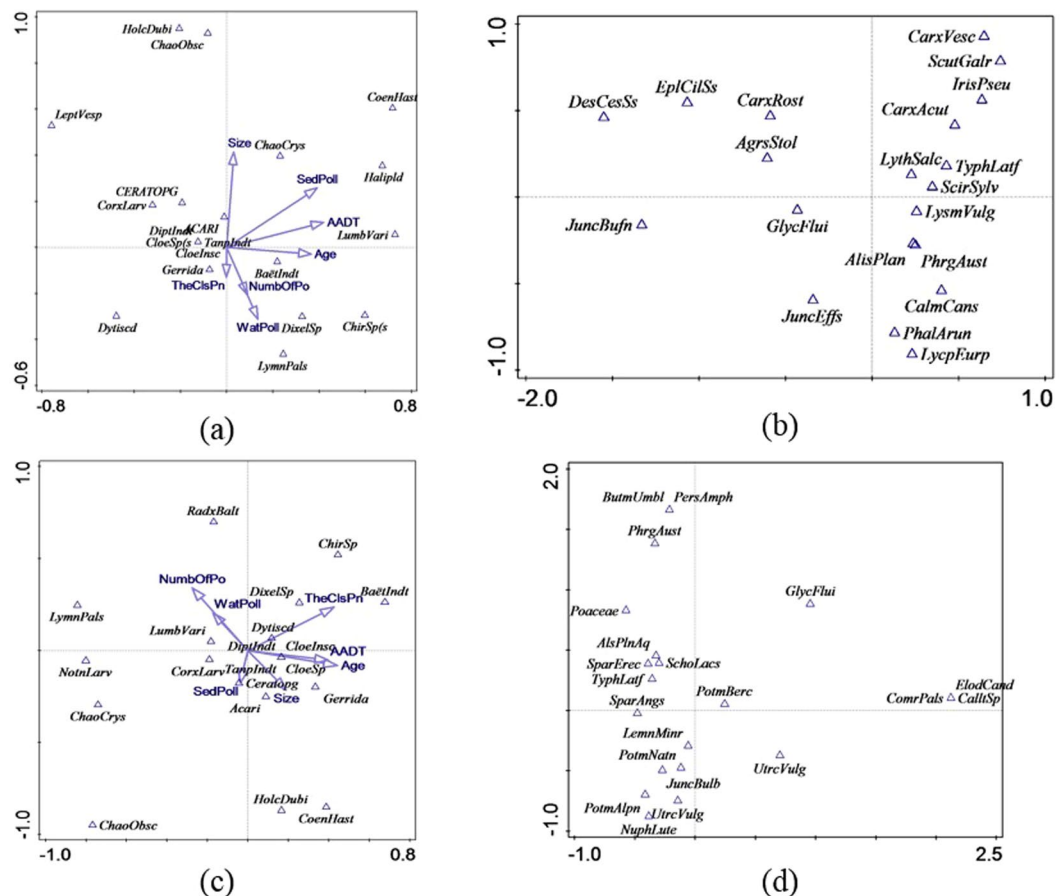 1.0
HolcDubi
ChaoObsc
CoenHast
LeptVesp
Size
ChaoCrys
SedPoll
Halipld
CERATOPG
CorxLarv
ACARI
AADT
LumbVari
DiptIndt
CloeSp(s
TanpIndt
CloeInsc
Age
Gerrida
BaëtIndt
TheClsPn
NumbOfPo
WatPoll
Dytiscd
DixelSp
ChirSp(s
LymnPals
-0.6
-0.8
0.8
(a)
1.0
CarxVesc
ScutGalr
IrisPseu
EplCilSs
DesCesSs
CarxRost
CarxAcut
AgrsStol
LythSalc
TyphLatf
ScirSylv
JuncBufn
GlycFlui
LysmVulg
AlisPlan
PhrgAust
CalmCans
JuncEffs
PhalArun
LycpEurp
-1.0
-2.0
1.0
(b)
1.0
RadxBalt
ChirSp
NumbOfPo
DixelSp
TheClsPn
BaëtIndt
WatPoll
LymnPals
LumbVari
Dytiscd
DiptIndt
CloeInsc
AADT
NotnLarv
CorxLarv
TanpIndt
CloeSp
Age
SedPoll
Ceratopg
Size
Gerrida
Acari
ChaoCrys
HolcDubi
CoenHast
ChaoObsc
-1.0
-1.0
0.8
(c)
2.0
ButmUmbl
PersAmph
PhrgAust
GlycFlui
Poaceae
AlsPlnAq
SparErec
SchoLacs
TyphLatf
ElodCand
ComrPals
CalltSp
PotmBerc
SparAngs
LemnMinr
PotmNatn
UtrcVulg
JuncBulb
PotmAlpn
UtrcVulg
NuphLute
-1.0
-1.0
2.5
(d)